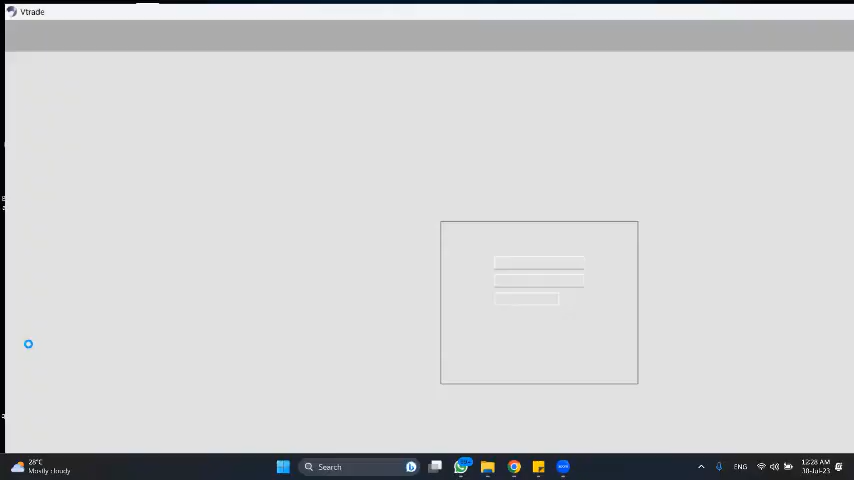 Vtrade
28°C
Mostly cloudy
Search
ENG
12:28 AM
30-Jul-23